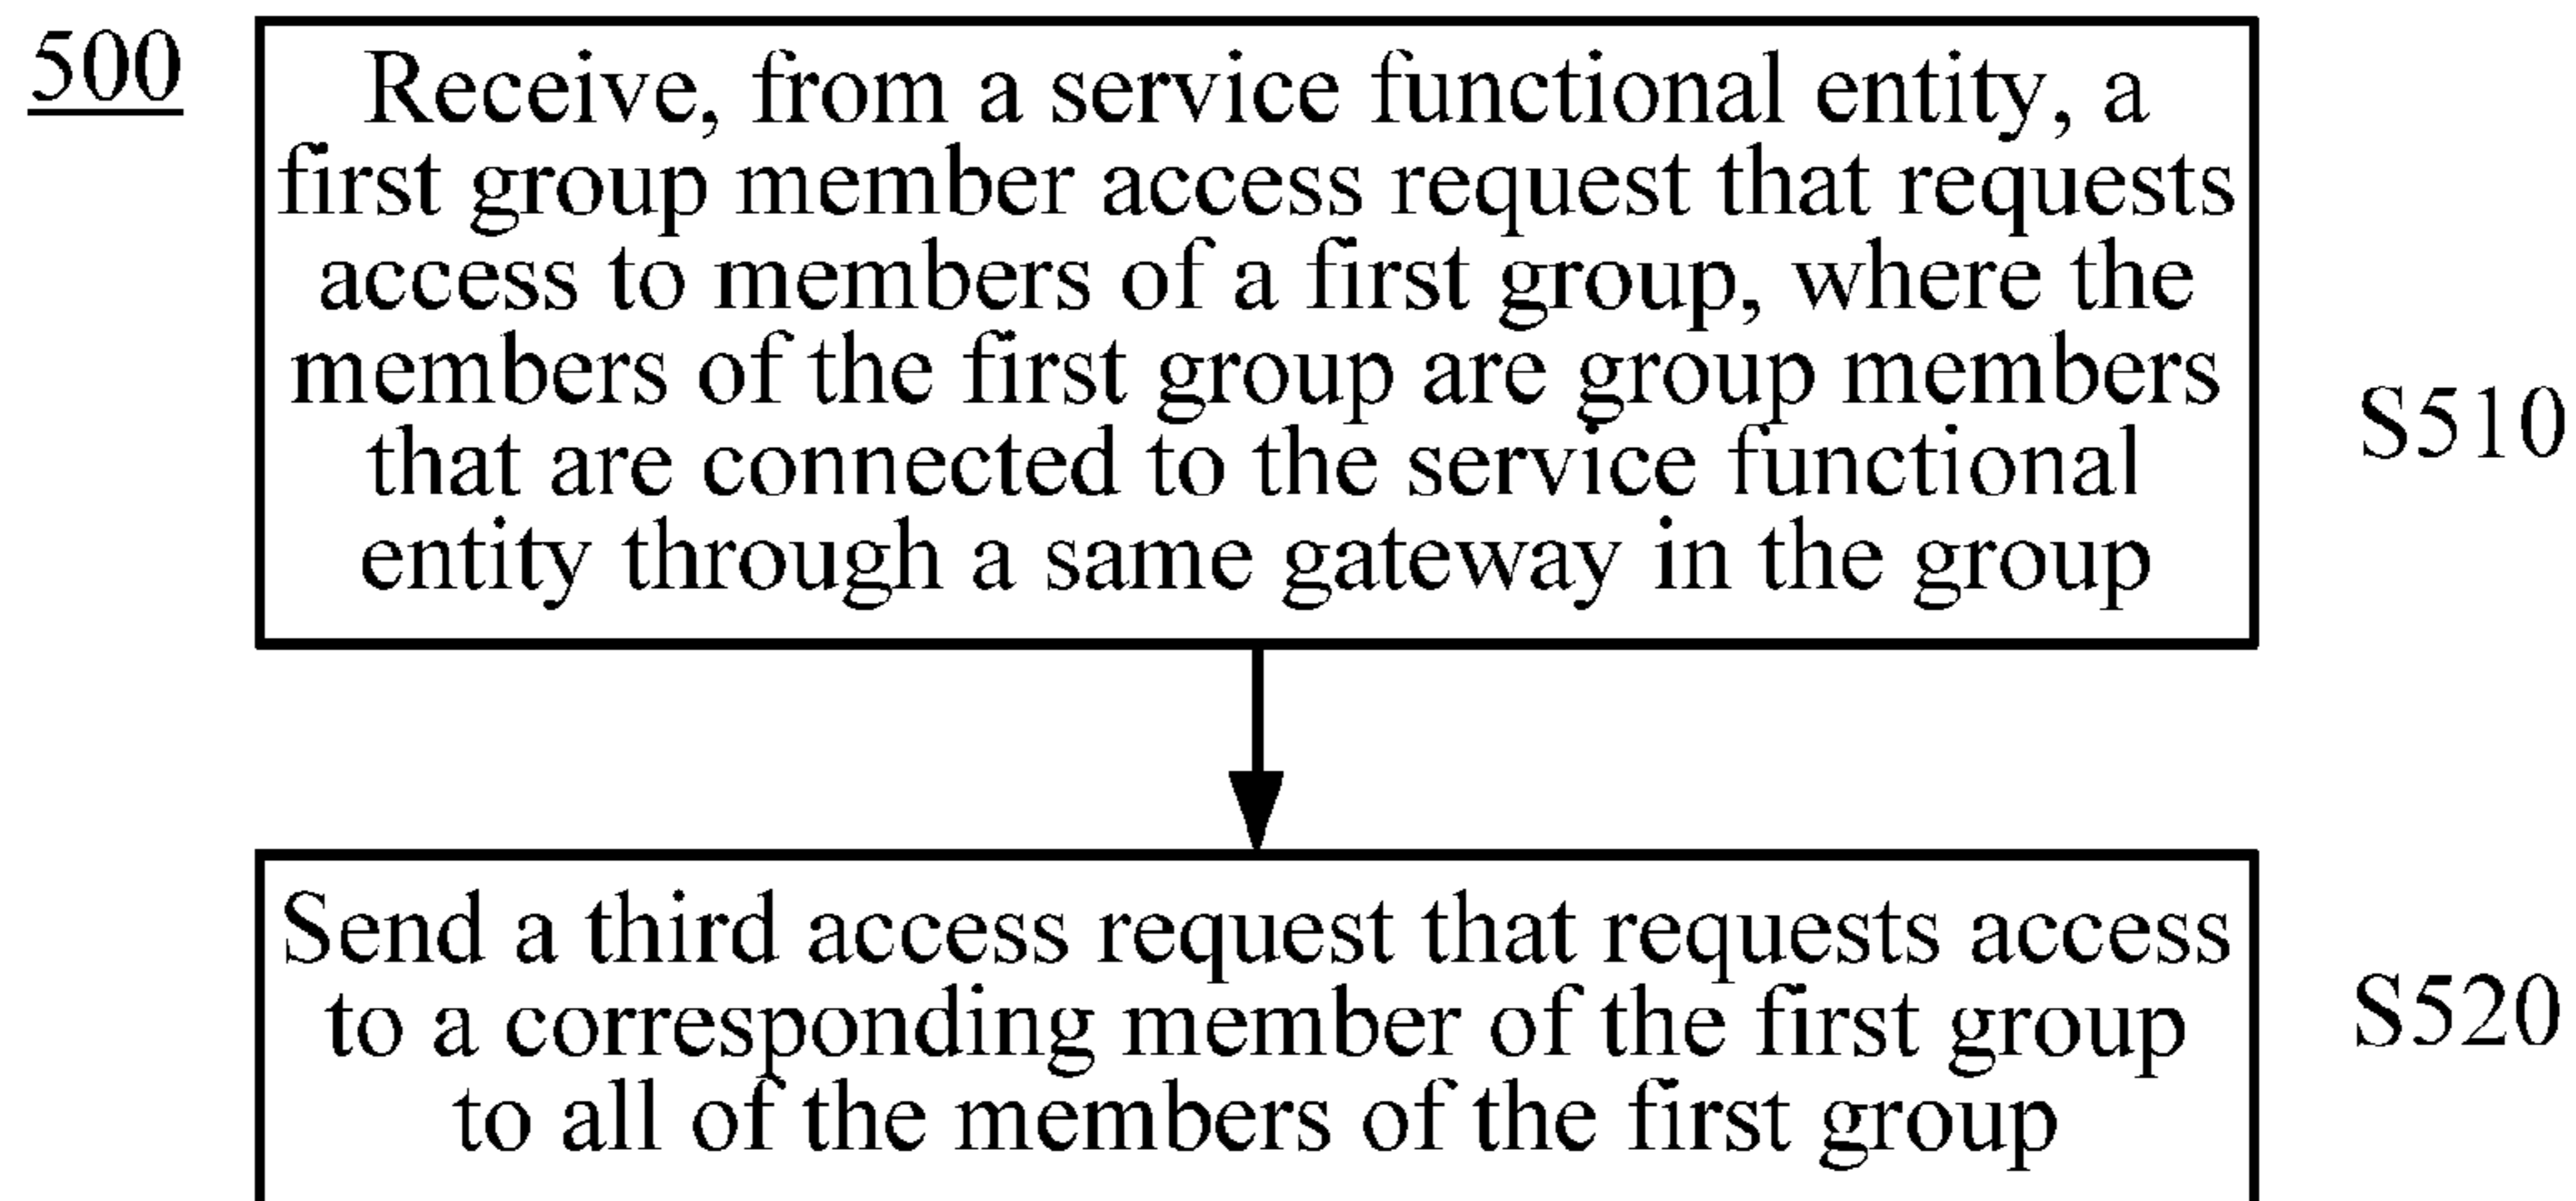 500
Receive, from a service functional entity, a
first group member access request that requests
access to members of a first group, where the
members of the first group are group members
that are connected to the service functional
entity through a same gateway in the group
S510
Send a third access request that requests access
to a corresponding member of the first group
to all of the members of the first group
S520